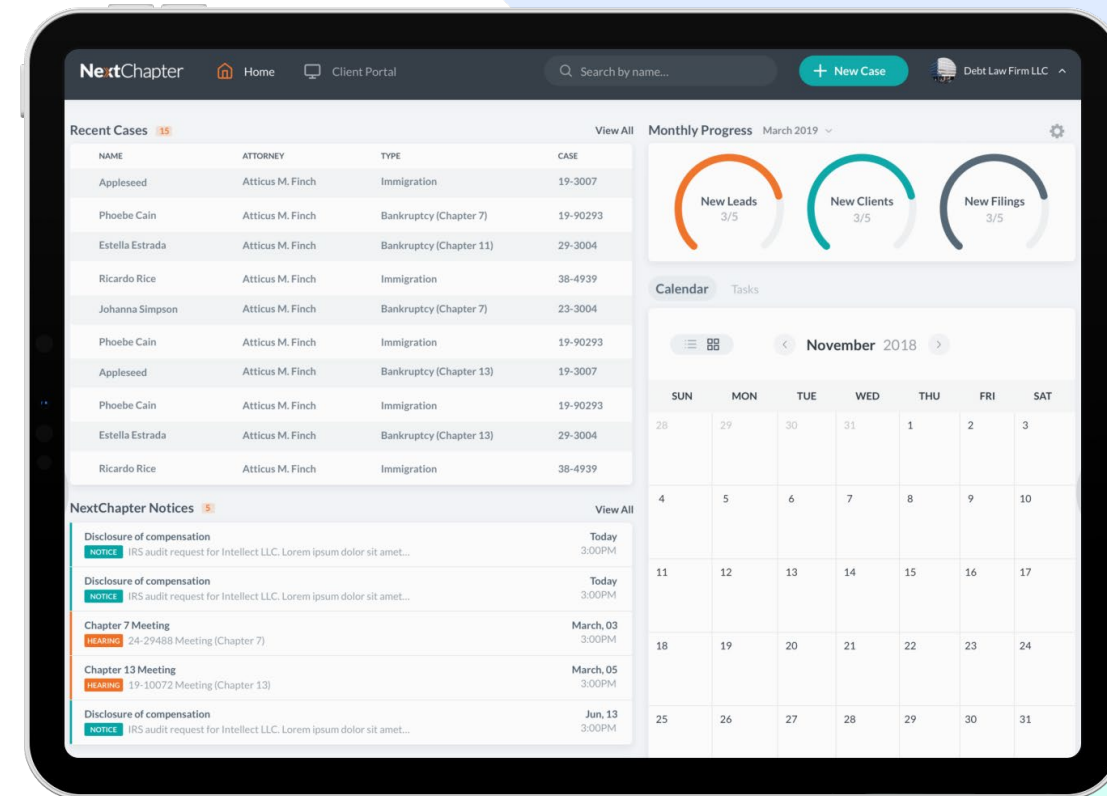 NextChapter
Home
Client Portal
Search by name...
+ New Case
Debt Law Firm LLC
Recent Cases 15 View All
NAME ATTORNEY TYPE CASE
Appleseed Atticus M. Finch Immigration 19-3007
Phoebe Cain Atticus M. Finch Bankruptcy (Chapter 7) 19-90293
Estella Estrada Atticus M. Finch Bankruptcy (Chapter 11) 29-3004
Ricardo Rice Atticus M. Finch Immigration 38-4939
Johanna Simpson Atticus M. Finch Bankruptcy (Chapter 7) 23-3004
Phoebe Cain Atticus M. Finch Immigration 19-90293
Appleseed Atticus M. Finch Bankruptcy (Chapter 13) 19-3007
Phoebe Cain Atticus M. Finch Immigration 19-90293
Estella Estrada Atticus M. Finch Bankruptcy (Chapter 13) 29-3004
Ricardo Rice Atticus M. Finch Immigration 38-4939
NextChapter Notices 5 View All
Disclosure of compensation Today
NOTICE IRS audit request for Intellect LLC. Lorem ipsum dolor sit amet... 3:00PM
Disclosure of compensation Today
NOTICE IRS audit request for Intellect LLC. Lorem ipsum dolor sit amet... 3:00PM
Chapter 7 Meeting March, 03
HEARING 24-29488 Meeting (Chapter 7) 3:00PM
Chapter 13 Meeting March, 05
HEARING 19-10072 Meeting (Chapter 13) 3:00PM
Disclosure of compensation Jun, 13
NOTICE IRS audit request for Intellect LLC. Lorem ipsum dolor sit amet... 3:00PM
Monthly Progress March 2019
New Leads New Clients New Filings
3/5 3/5 3/5
Calendar Tasks
November 2018
SUN MON TUE WED THU FRI SAT
28 29 30 31 1 2 3
4 5 6 7 8 9 10
11 12 13 14 15 16 17
18 19 20 21 22 23 24
25 26 27 28 29 30 31